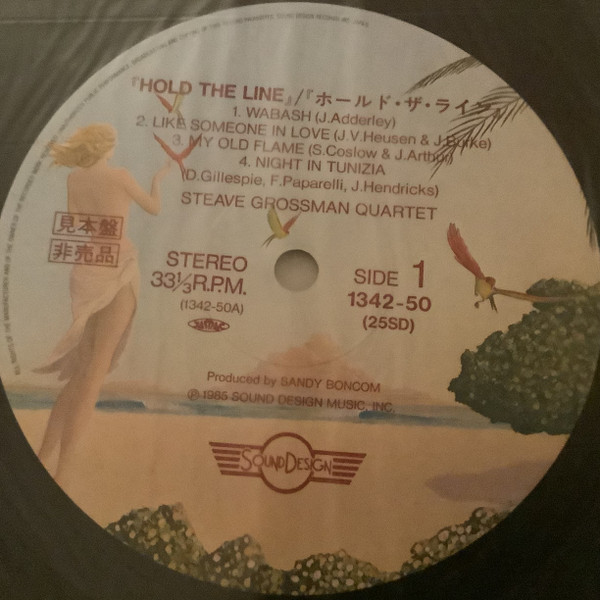 『HOLD THE LINE』/『ホールド・ザ・ライン』
1. WABASH (J.Adderley)
2. LIKE SOMEONE IN LOVE (J.V.Heusen & J.Burke)
3. MY OLD FLAME (S.Coslow & J.Arthur)
4. NIGHT IN TUNIZIA
(D.Gillespie, F.Paparelli, J.Hendricks)
STEAVE GROSSMAN QUARTET
見本盤
非売品
STEREO
33⅓R.P.M.
(1342-50A)
SIDE 1
1342-50
(25SD)
Produced by SANDY BONCOM
Ⓟ 1985 SOUND DESIGN MUSIC, INC.
SOUND DESIGN